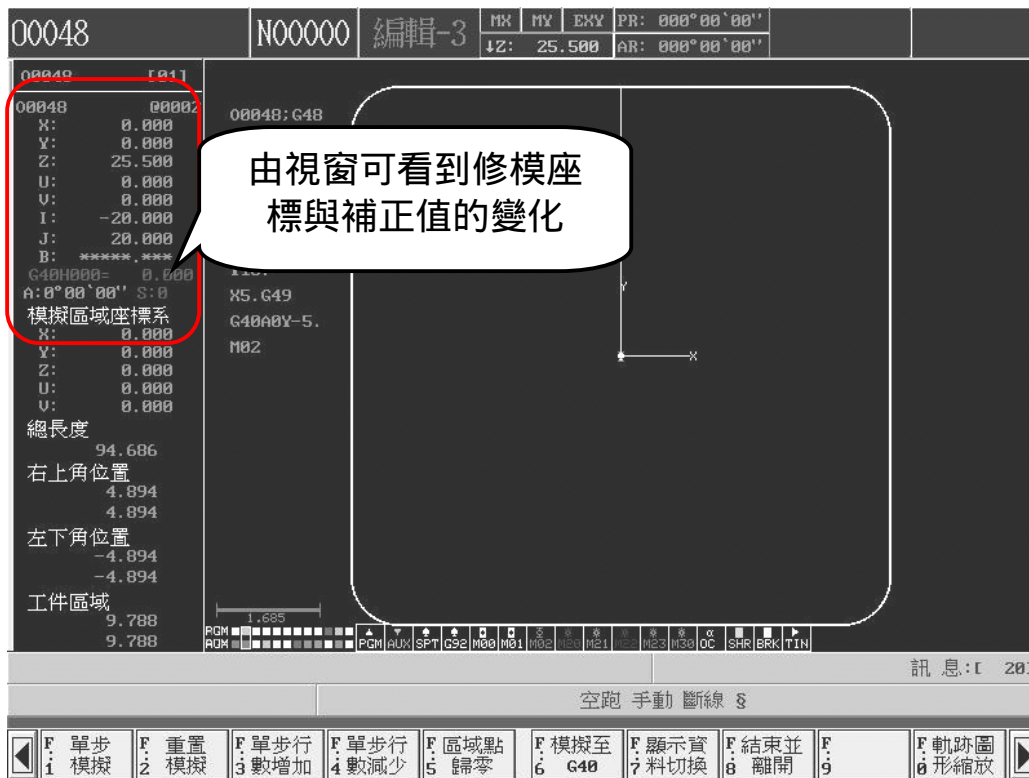 O0048
N00000
編輯-3
MX MY EXY PR: 000°00`00''
↓Z: 25.500 AR: 000°00`00''
O0048 [01]
O0048 00002
X: 0.000
Y: 0.000
Z: 25.500
U: 0.000
V: 0.000
I: -20.000
J: 20.000
B: *****.***
G40H000= 0.000
A:0°00`00'' S:0
模擬區域座標系
X: 0.000
Y: 0.000
Z: 0.000
U: 0.000
V: 0.000
總長度
94.686
右上角位置
4.894
4.894
左下角位置
-4.894
-4.894
工件區域
9.788
9.788
O0048;G48
由視窗可看到修模座
標與補正值的變化
X5.G49
G40A0Y-5.
M02
Y
X
1.685
PGM
AUX
PGM AUX SPT G92 M00 M01 M02 M20 M21 M22 M23 M30 OC SHR BRK TIN
訊 息:[ 20]
空跑 手動 斷線 §
F1 單步模擬
F2 重置模擬
F3 單步行數增加
F4 單步行數減少
F5 區域點歸零
F6 模擬至G40
F7 顯示資料切換
F8 結束並離開
F9
F0 軌跡圖形縮放